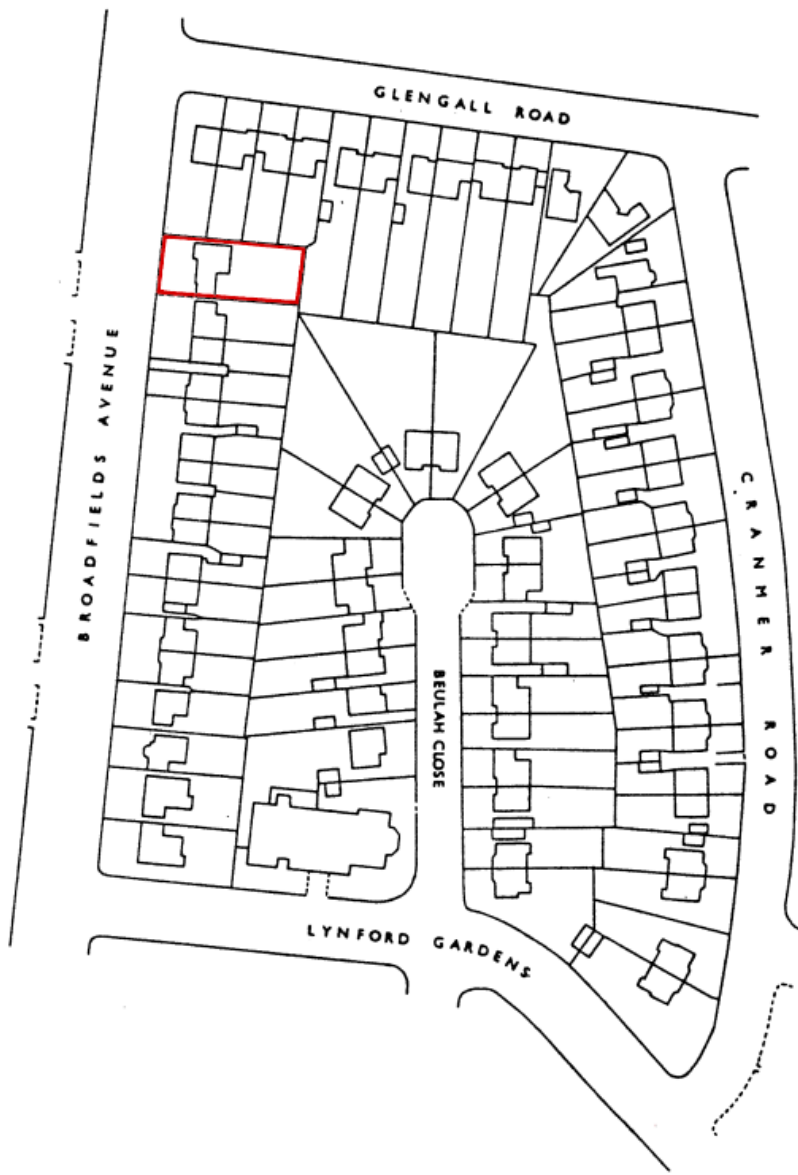 GLENGALL ROAD
BROADFIELDS AVENUE
CRANMER ROAD
BEULAH CLOSE
LYNFORD GARDENS